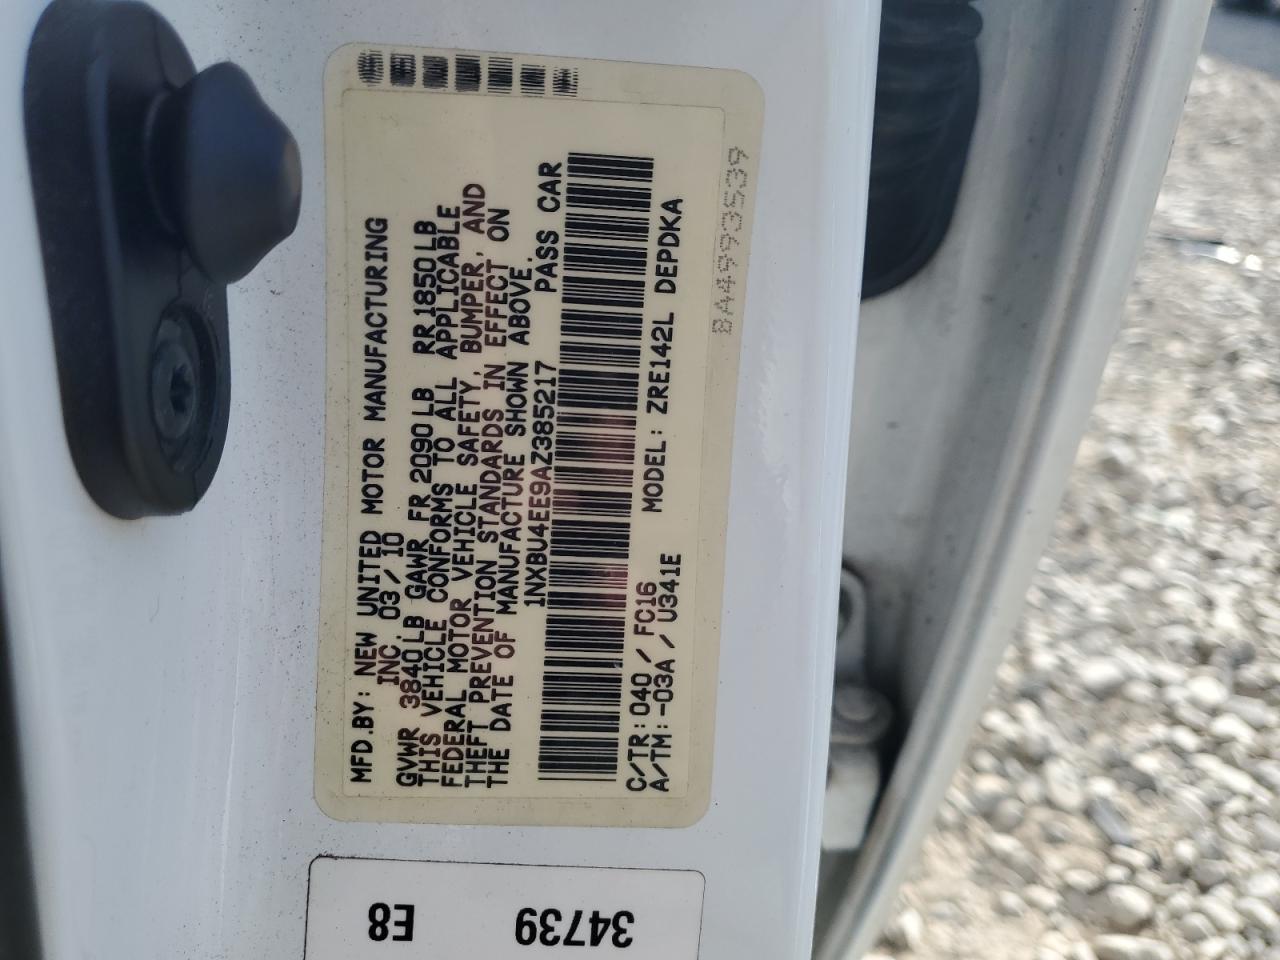 MFD.BY: NEW UNITED MOTOR MANUFACTURING
INC. 03/10
GVWR 3840LB GAWR FR 2090LB RR 1850LB
THIS VEHICLE CONFORMS TO ALL APPLICABLE
FEDERAL MOTOR VEHICLE SAFETY, BUMPER, AND
THEFT PREVENTION STANDARDS IN EFFECT ON
THE DATE OF MANUFACTURE SHOWN ABOVE.
1NXBU4EE9AZ385217 PASS CAR
C/TR: 040 / FC16 MODEL: ZRE142L DEPDKA
A/TM: -03A / U341E
8A4993539
34739 E8